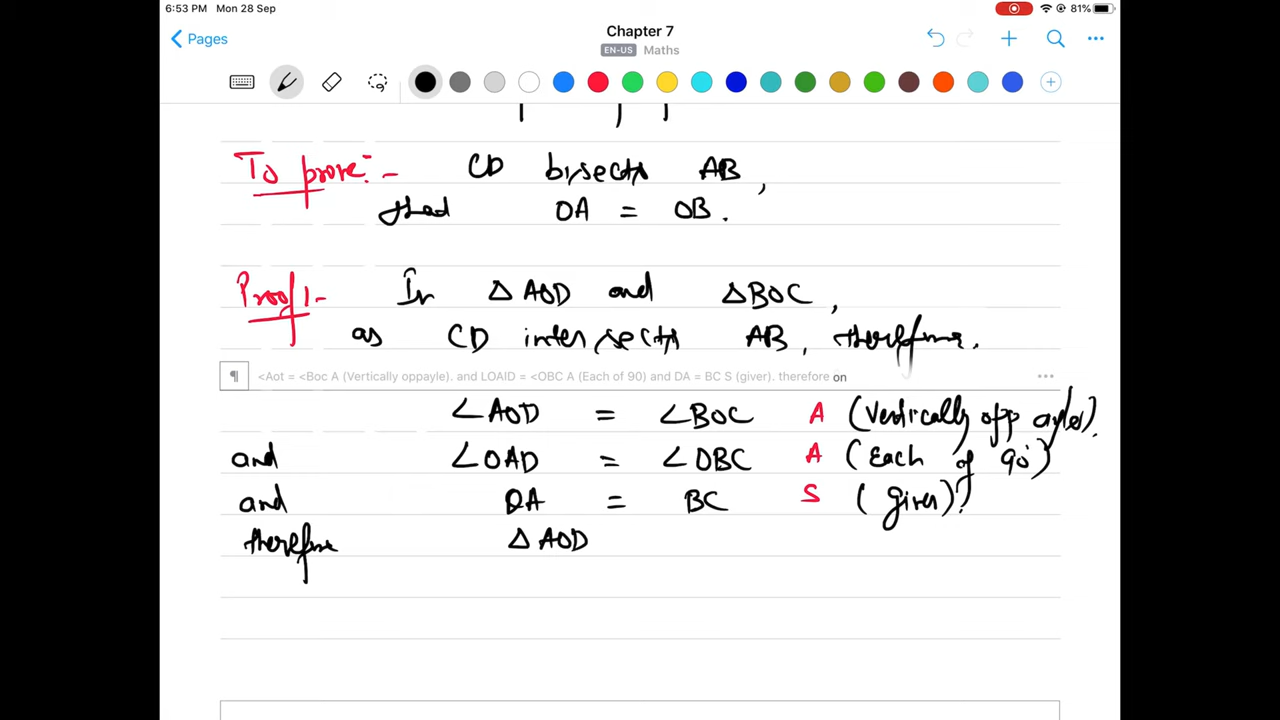 6:53 PM Mon 28 Sep
81%
Pages
Chapter 7
EN-US Maths
To prove:- CD bisects AB,
OA = OB.
Proof:- In △AOD and △BOC,
as CD intersects AB, therefore.
¶ <Aot = <Boc A (Vertically oppayle). and LOAID = <OBC A (Each of 90) and DA = BC S (giver). therefore on
∠AOD = ∠BOC A (Vertically opp angles).
and ∠OAD = ∠OBC A (Each of 90°)
and DA = BC S (given).
therefore △AOD